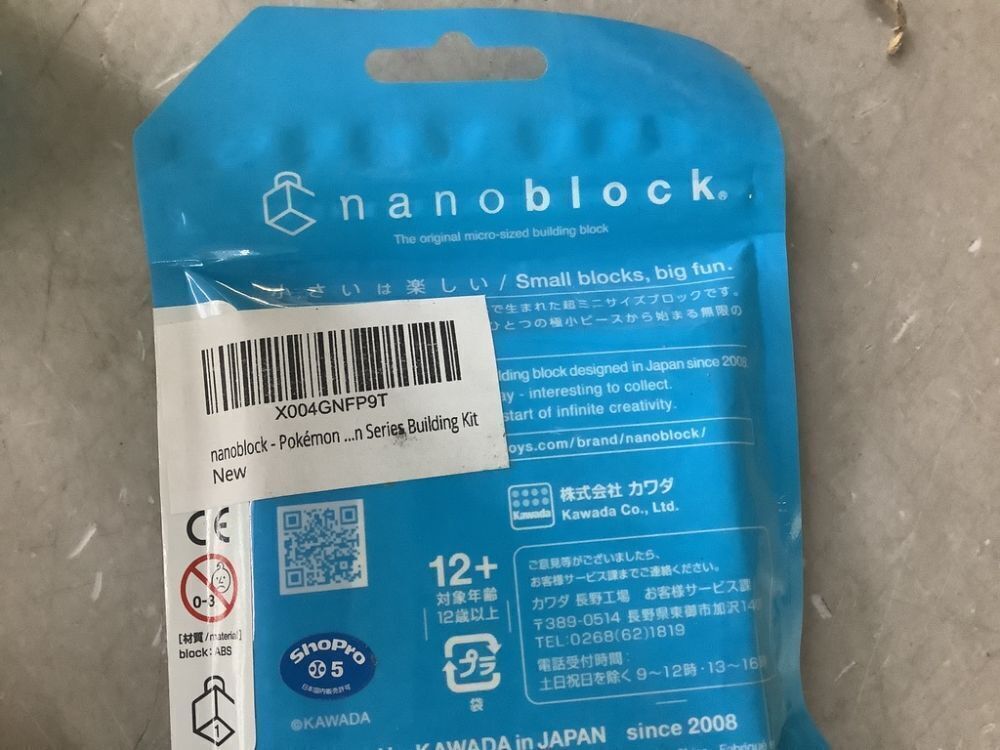 nanoblock®
The original micro-sized building block
小さいは楽しい / Small blocks, big fun.
で生まれた超ミニサイズブロックです。
ひとつの極小ピースから始まる無限の
ding block designed in Japan since 2008.
ay - interesting to collect.
start of infinite creativity.
oys.com/brand/nanoblock/
X004GNFP9T
nanoblock - Pokémon ...n Series Building Kit
New
Kawada
株式会社 カワダ
Kawada Co., Ltd.
CE
0-3
[材質/material]
block:ABS
1
12+
対象年齢
12歳以上
プラ
袋
ShoPro
5
日本国内販売許可
©KAWADA
ご意見等がございましたら、
お客様サービス課までご連絡ください。
カワダ 長野工場 お客様サービス課
〒389-0514 長野県東御市加沢14
TEL:0268(62)1819
電話受付時間:
土日祝日を除く 9～12時・13～16
KAWADA in JAPAN since 2008